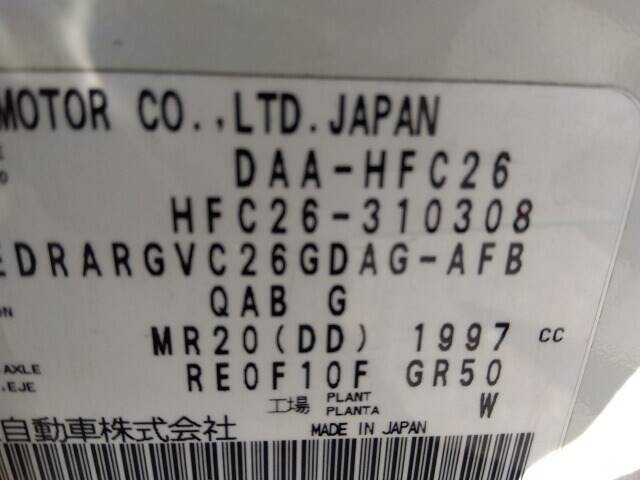 MOTOR CO.,LTD.JAPAN
DAA-HFC26
HFC26-310308
EDRARGVC26GDAG-AFB
QAB G
MR20(DD) 1997 CC
AXLE RE0F10F GR50
.EJE
工場 PLANT PLANTA W
自動車株式会社 MADE IN JAPAN